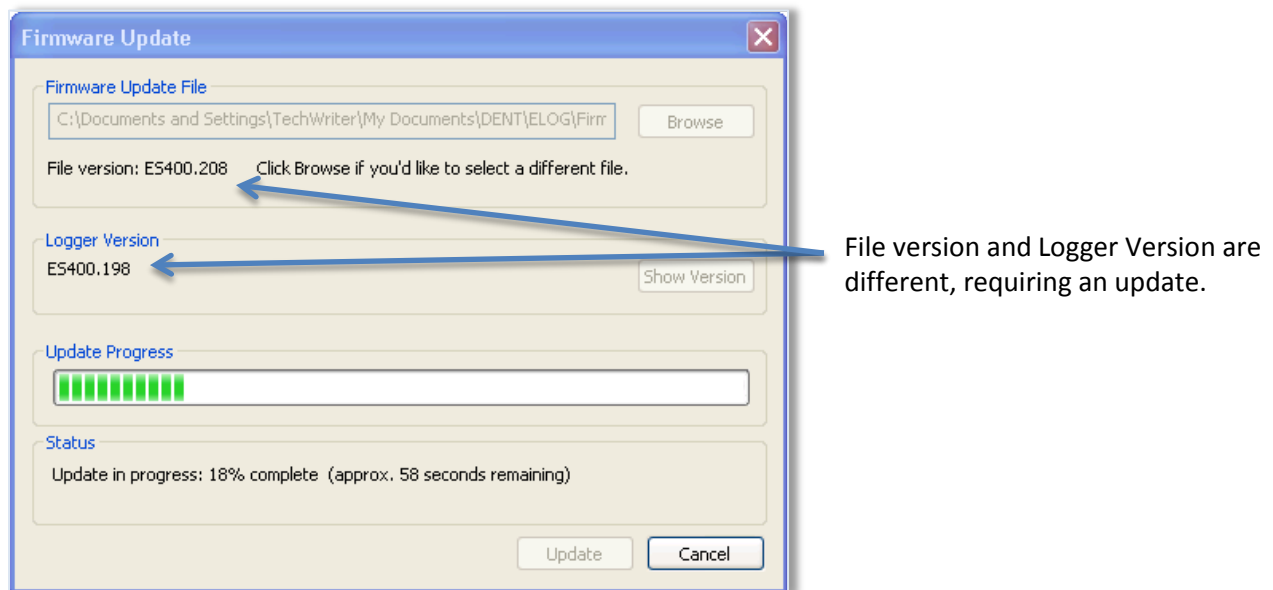 Firmware Update
Firmware Update File
C:\Documents and Settings\TechWriter\My Documents\DENT\ELOG\Firm
Browse
File version: ES400.208 Click Browse if you'd like to select a different file.
Logger Version
ES400.198
Show Version
File version and Logger Version are
different, requiring an update.
Update Progress
Status
Update in progress: 18% complete (approx. 58 seconds remaining)
Update
Cancel